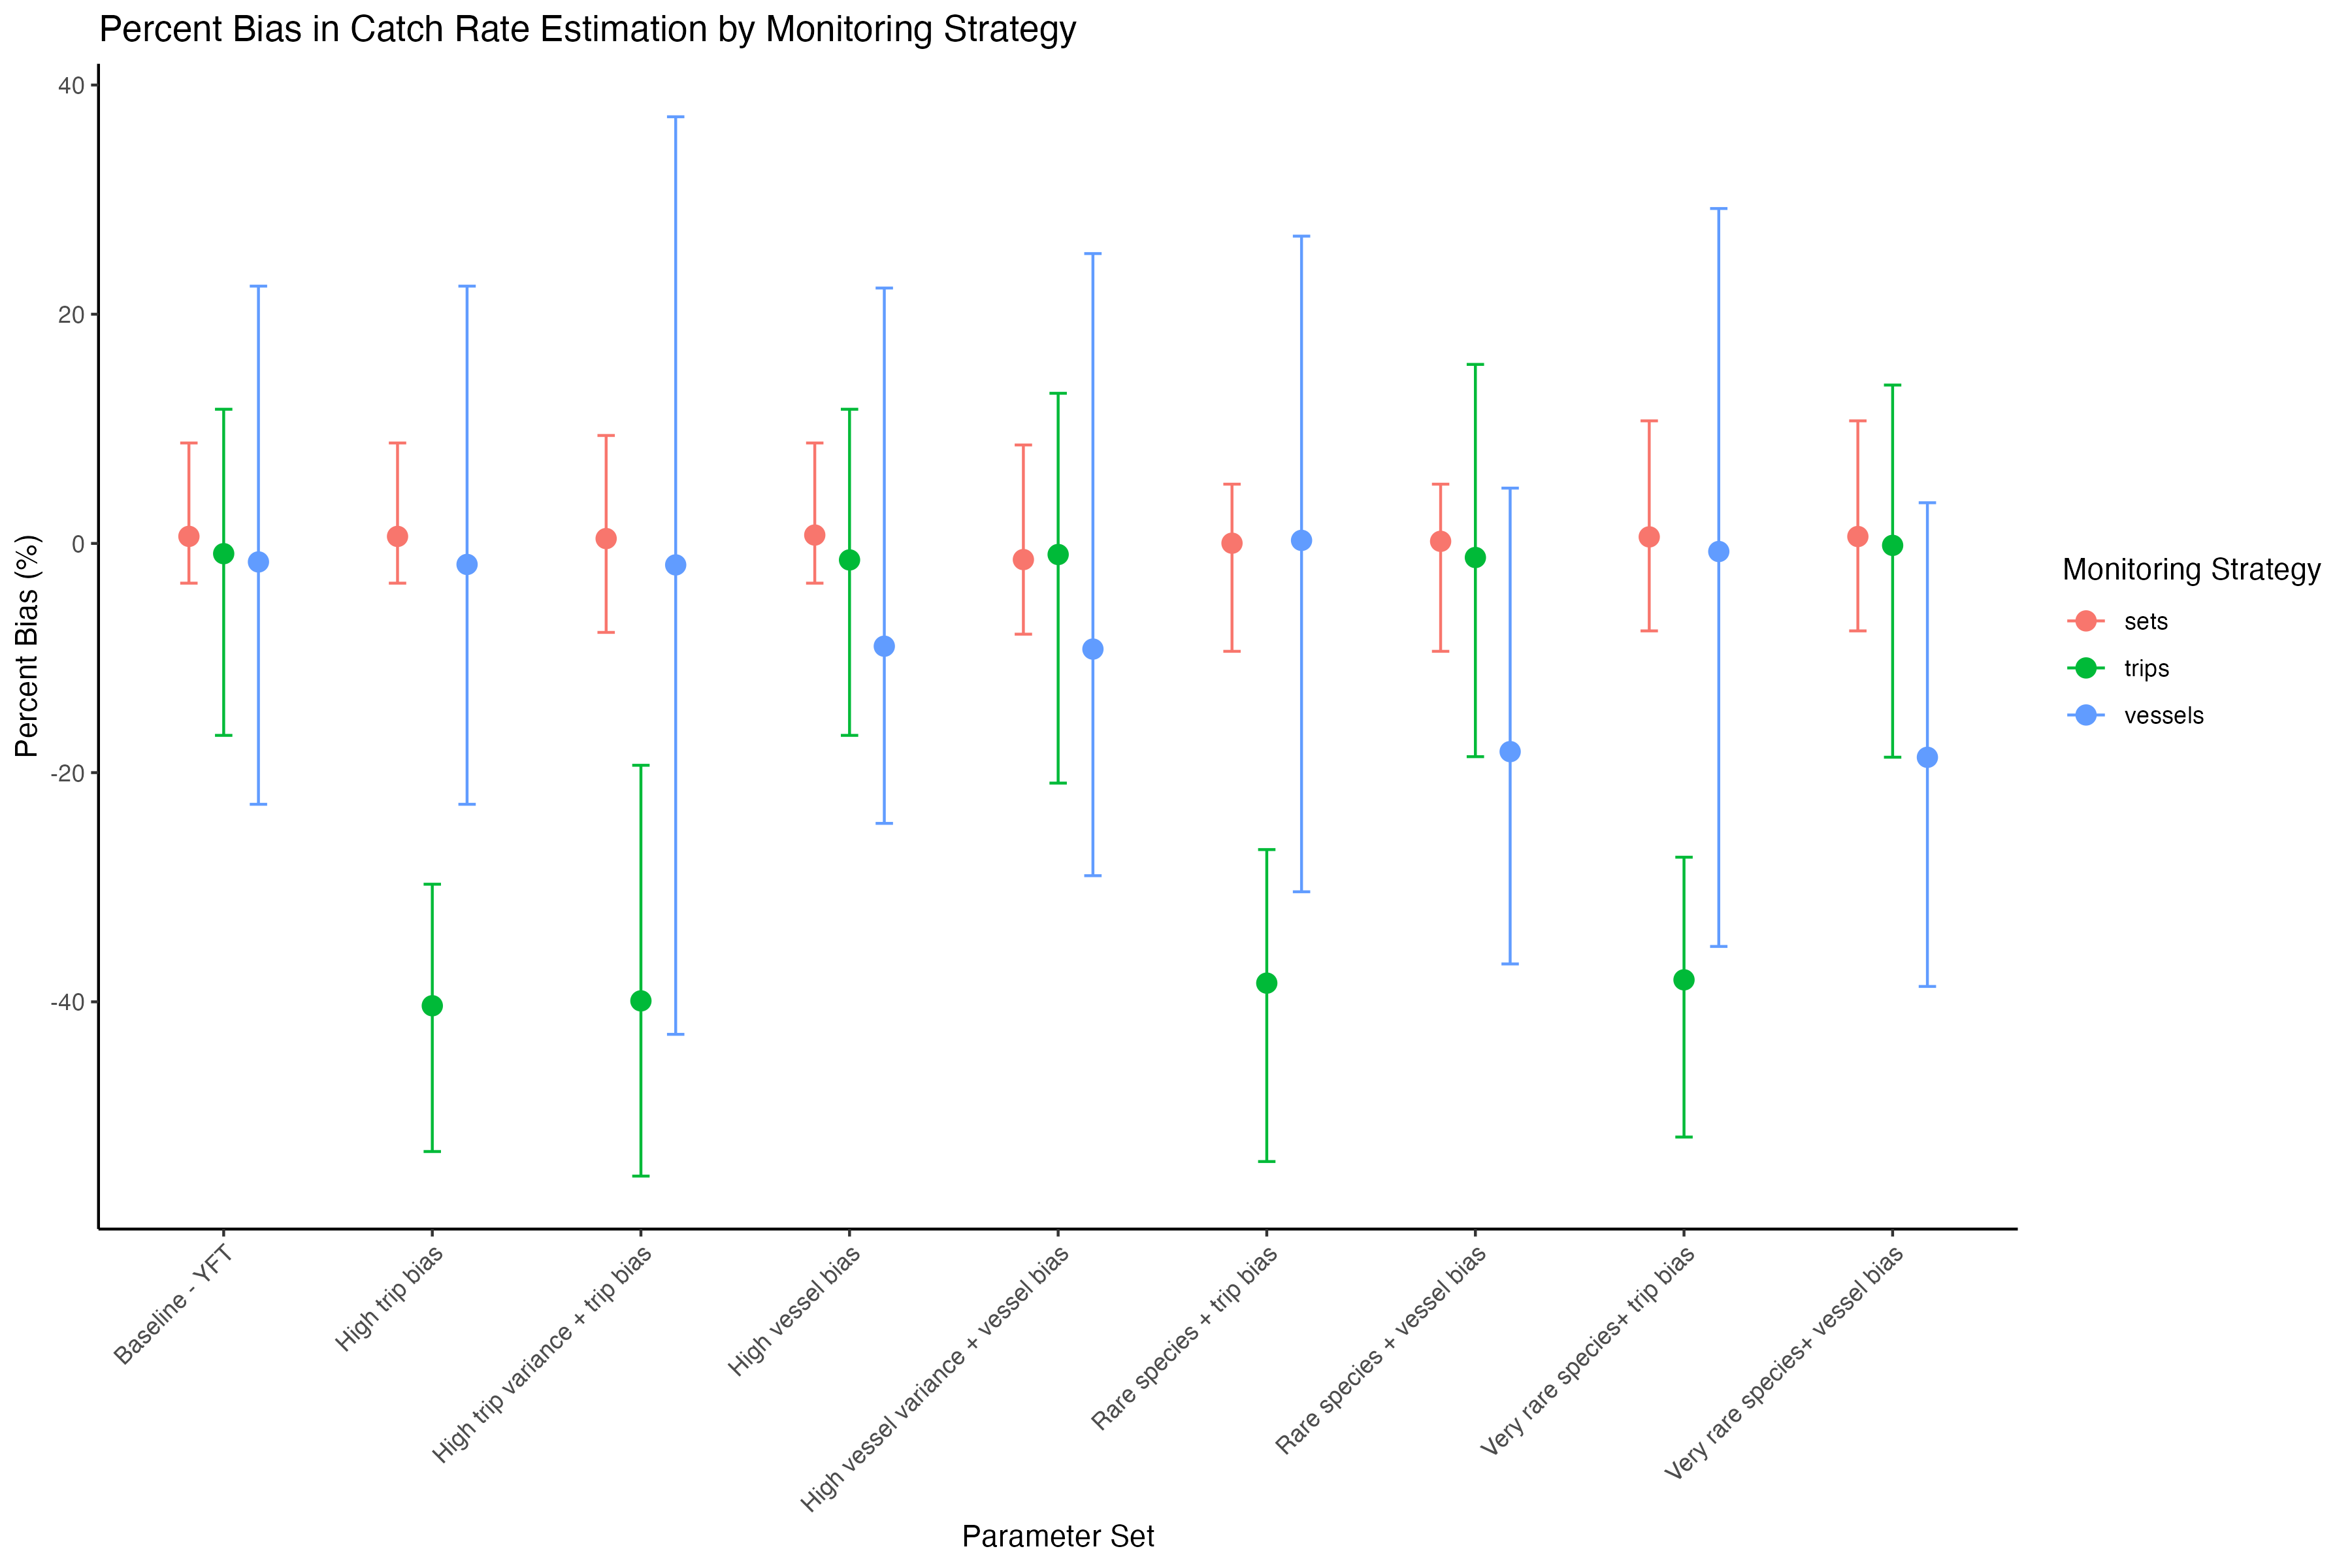 Percent Bias in Catch Rate Estimation by Monitoring Strategy
Percent Bias (%)
40
20
0
-20
-40
Baseline - YFT
High trip bias
High trip variance + trip bias
High vessel bias
High vessel variance + vessel bias
Rare species + trip bias
Rare species + vessel bias
Very rare species+ trip bias
Very rare species+ vessel bias
Parameter Set
Monitoring Strategy
sets
trips
vessels